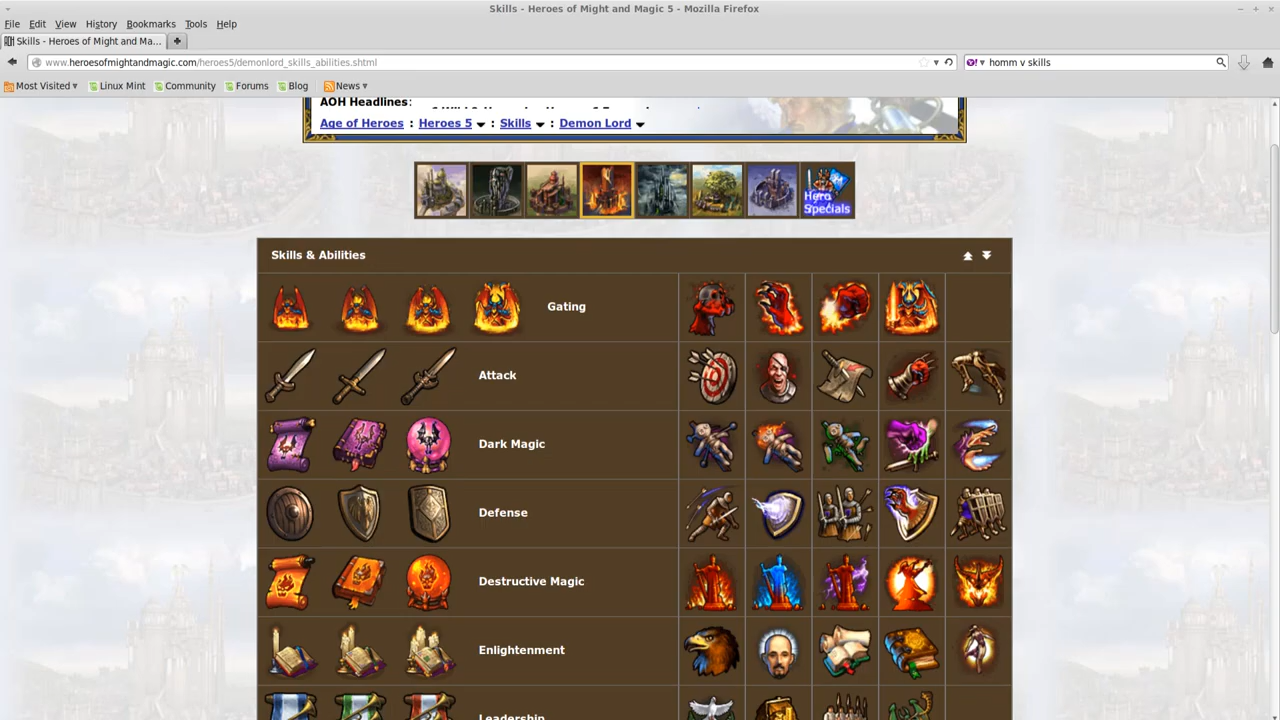 Skills - Heroes of Might and Magic 5 - Mozilla Firefox
File Edit View History Bookmarks Tools Help
Skills - Heroes of Might and Ma...
www.heroesofmightandmagic.com/heroes5/demonlord_skills_abilities.shtml
homm v skills
Most Visited Linux Mint Community Forums Blog News
AOH Headlines:
Age of Heroes : Heroes 5 : Skills : Demon Lord
Hero
Specials
Skills & Abilities
Gating
Attack
Dark Magic
Defense
Destructive Magic
Enlightenment
Leadership